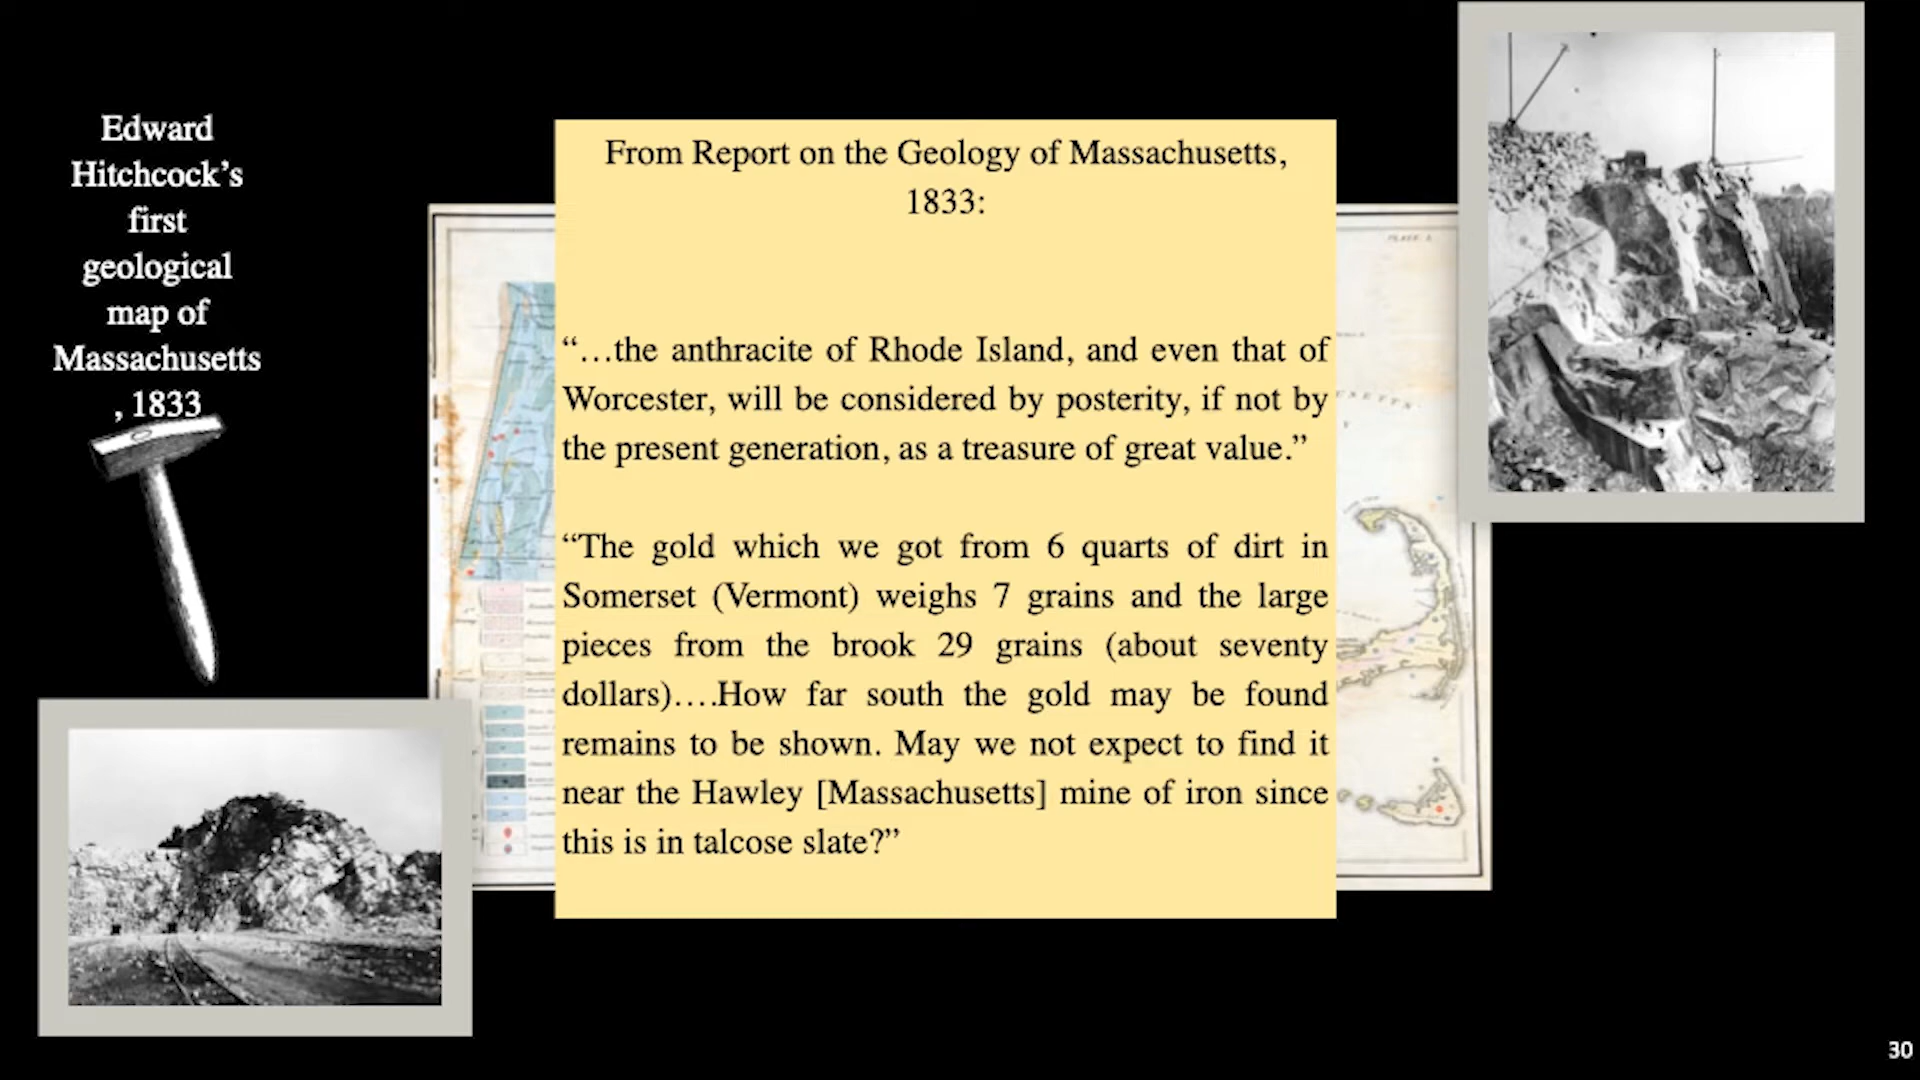 Edward
Hitchcock’s
first
geological
map of
Massachusetts
, 1833
From Report on the Geology of Massachusetts,
1833:
“…the anthracite of Rhode Island, and even that of
Worcester, will be considered by posterity, if not by
the present generation, as a treasure of great value.”
“The gold which we got from 6 quarts of dirt in
Somerset (Vermont) weighs 7 grains and the large
pieces from the brook 29 grains (about seventy
dollars)….How far south the gold may be found
remains to be shown. May we not expect to find it
near the Hawley [Massachusetts] mine of iron since
this is in talcose slate?”
PLATE 1.
30